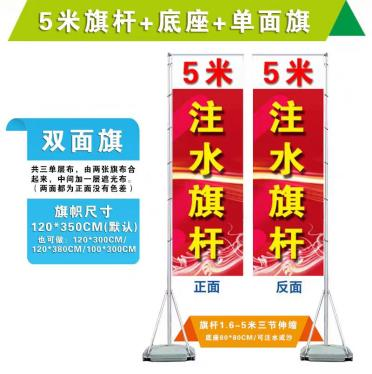 5米旗杆+底座+单面旗
双面旗
共三单层布，由两张旗布合
起来，中间加一层遮光布。
（两面都为正面没有色差）
旗帜尺寸
120*350CM(默认)
也可做：120*300CM/
120*380CM/100*300CM
5米
注水旗杆
正面
5米
注水旗杆
反面
旗杆1.6-5米三节伸缩
底座80*80CM/可注水或沙